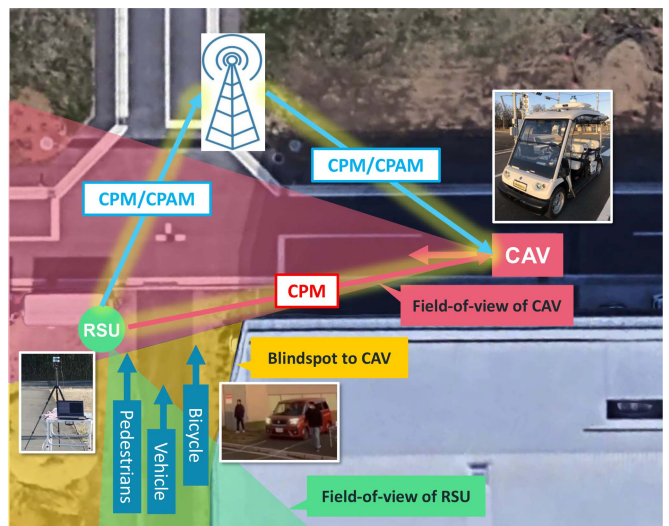 CPM/CPAM
CPM/CPAM
CAV
CPM
Field-of-view of CAV
RSU
Blindspot to CAV
Pedestrians
Vehicle
Bicycle
Field-of-view of RSU